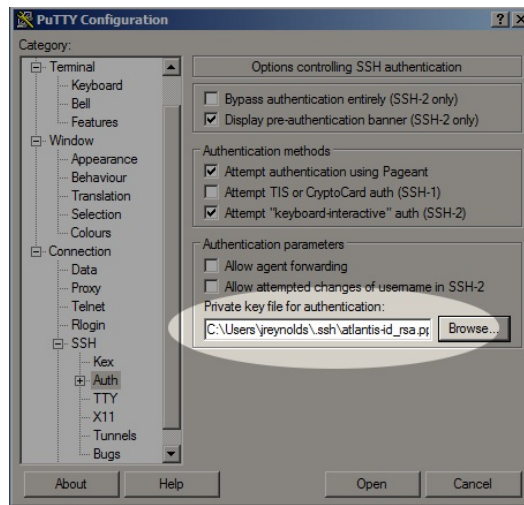 PuTTY Configuration
Category:
Terminal
Keyboard
Bell
Features
Window
Appearance
Behaviour
Translation
Selection
Colours
Connection
Data
Proxy
Telnet
Rlogin
SSH
Kex
Auth
TTY
X11
Tunnels
Bugs
Options controlling SSH authentication
Bypass authentication entirely (SSH-2 only)
Display pre-authentication banner (SSH-2 only)
Authentication methods
Attempt authentication using Pageant
Attempt TIS or CryptoCard auth (SSH-1)
Attempt "keyboard-interactive" auth (SSH-2)
Authentication parameters
Allow agent forwarding
Allow attempted changes of username in SSH-2
Private key file for authentication:
C:\Users\jreynolds\.ssh\atlantis-id_rsa.pp
Browse...
About
Help
Open
Cancel